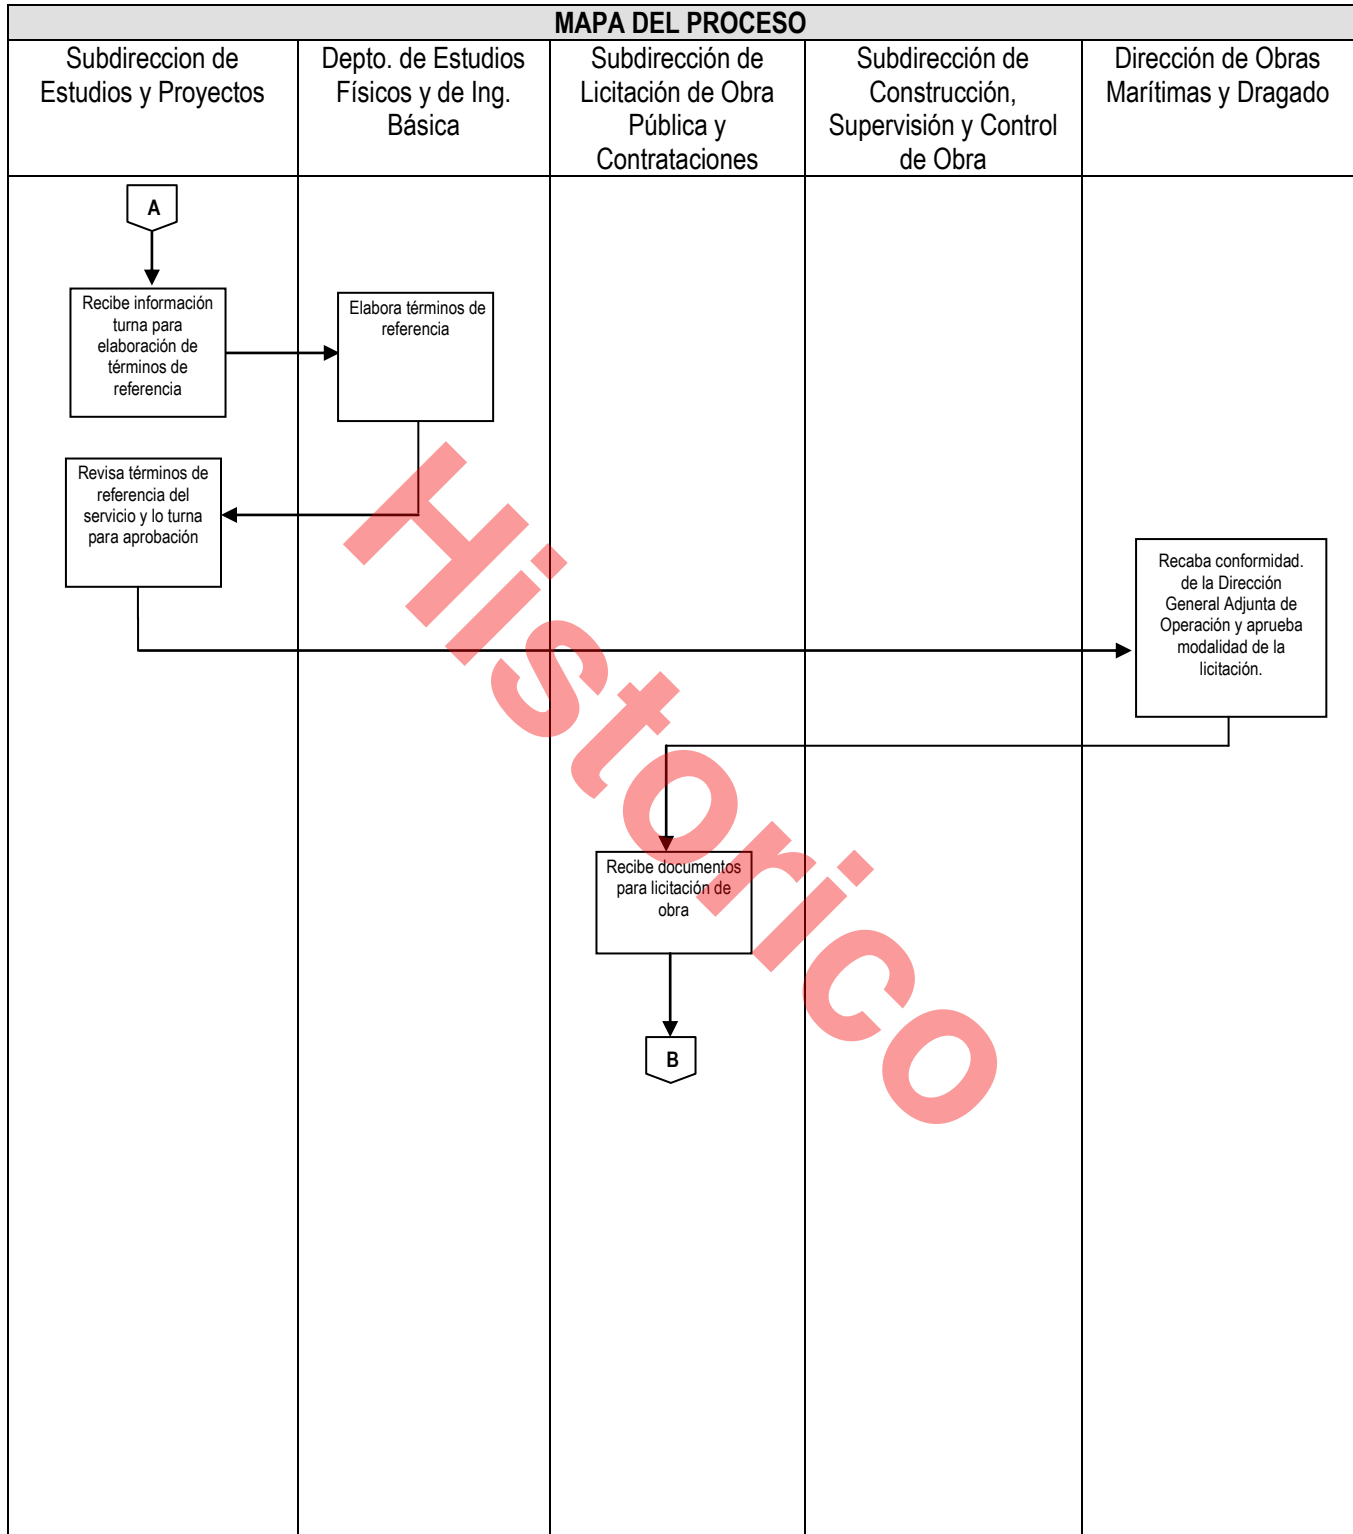 MAPA DEL PROCESO
Subdireccion de
Estudios y Proyectos
Depto. de Estudios
Físicos y de Ing.
Básica
Subdirección de
Licitación de Obra
Pública y
Contrataciones
Subdirección de
Construcción,
Supervisión y Control
de Obra
Dirección de Obras
Marítimas y Dragado
A
Recibe información
turna para
elaboración de
términos de
referencia
Elabora términos de
referencia
Revisa términos de
referencia del
servicio y lo turna
para aprobación
Recaba conformidad.
de la Dirección
General Adjunta de
Operación y aprueba
modalidad de la
licitación.
Recibe documentos
para licitación de
obra
B
Historico